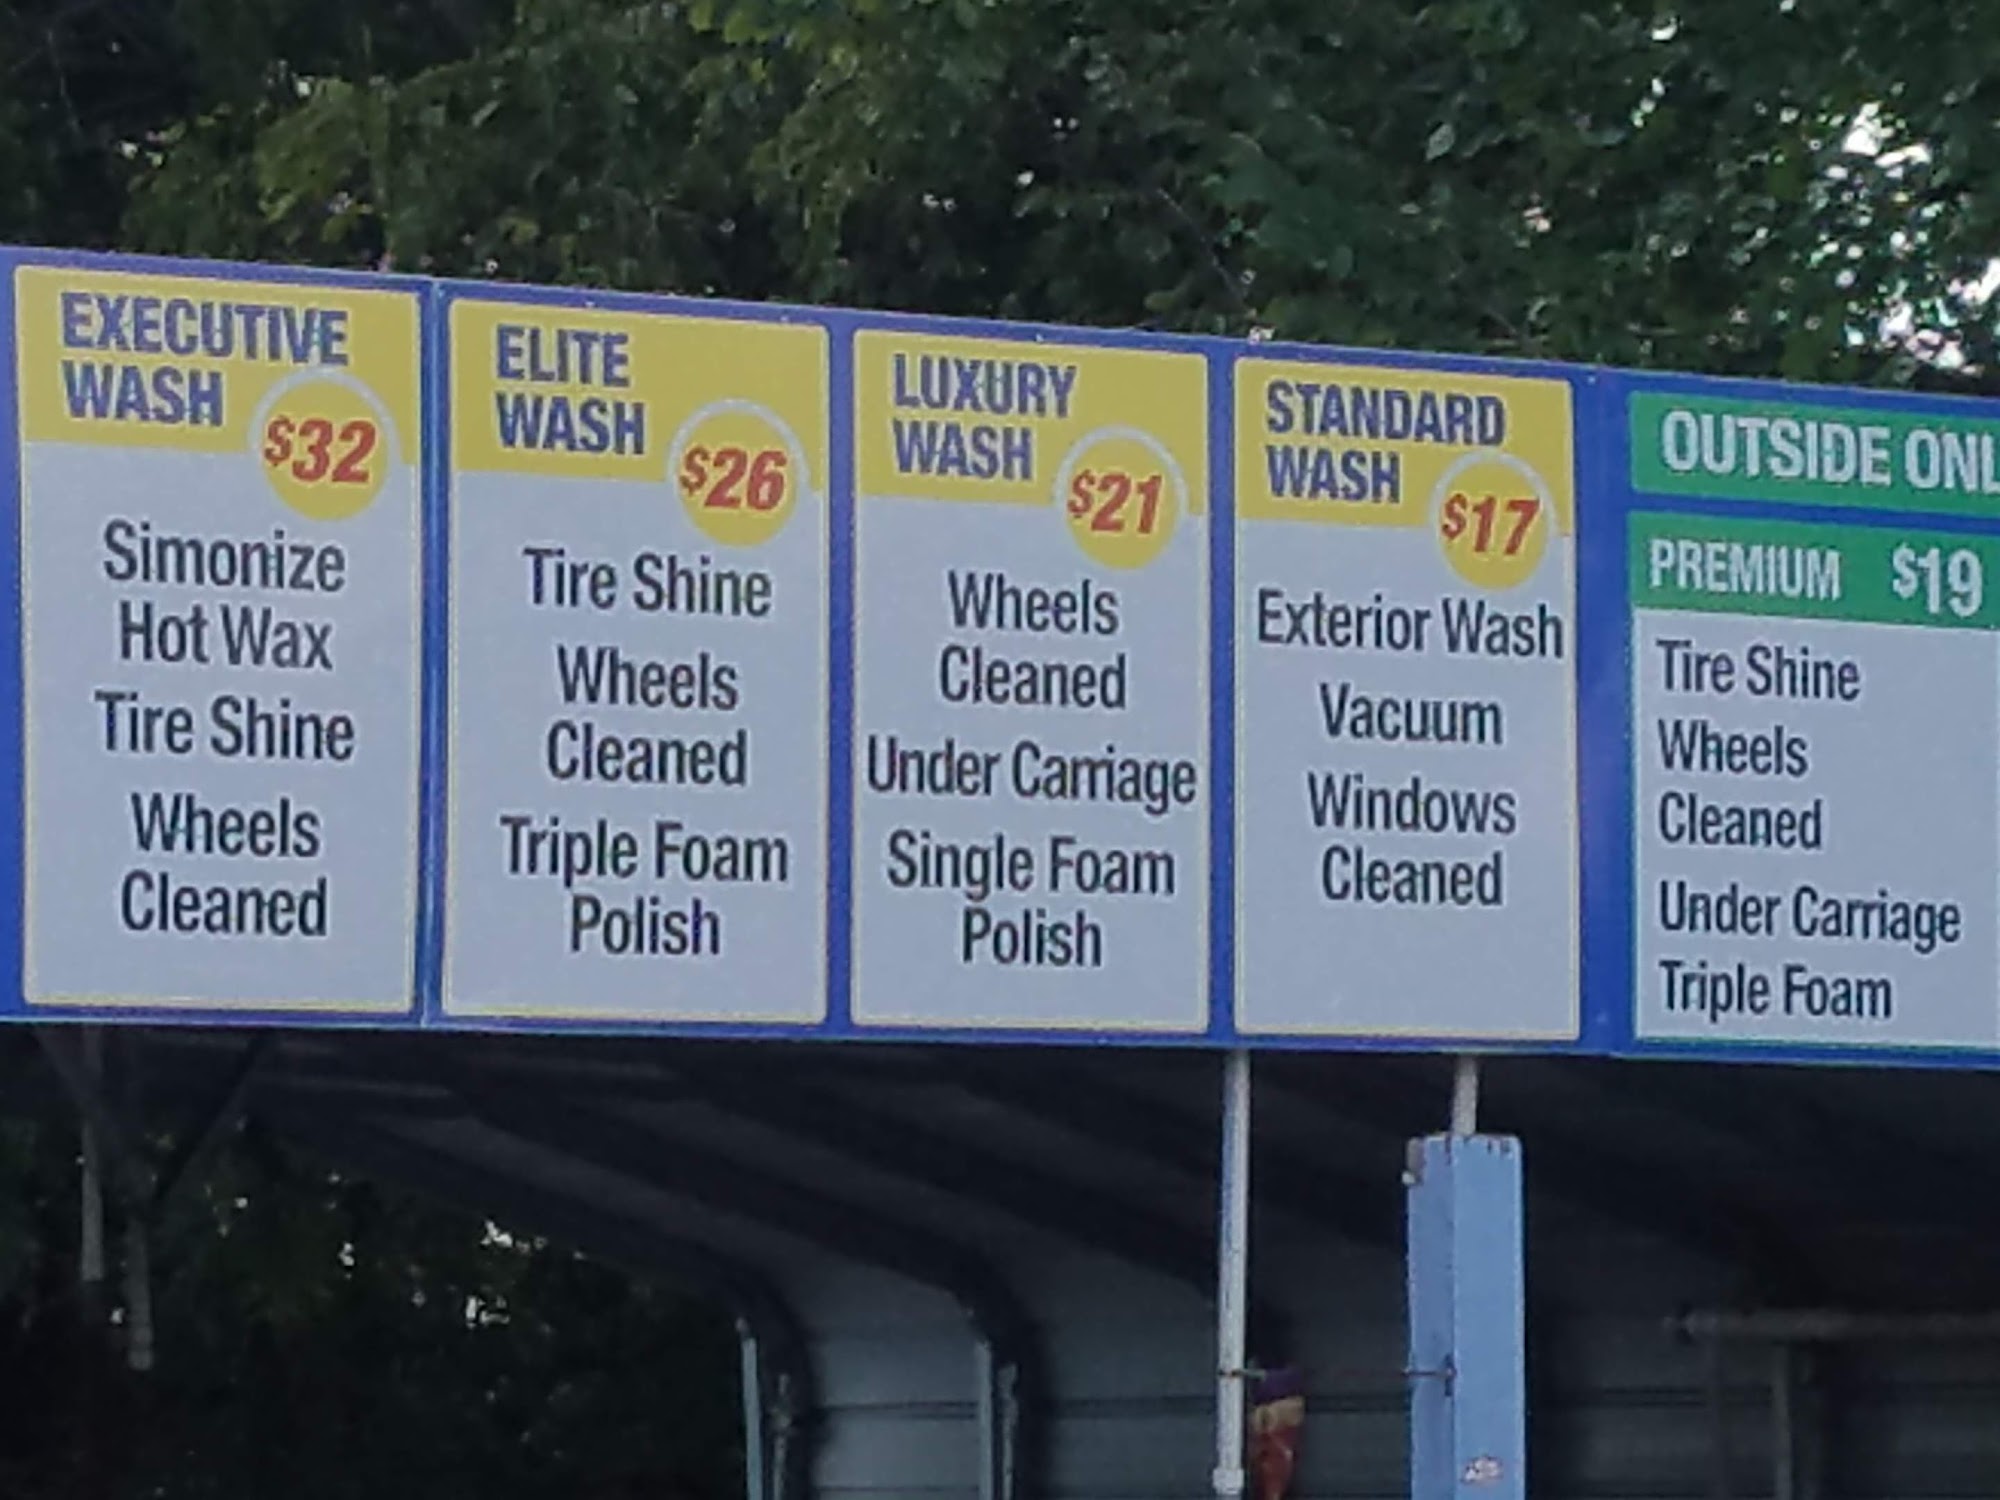 EXECUTIVE
WASH
$32
Simonize
Hot Wax
Tire Shine
Wheels
Cleaned
ELITE
WASH
$26
Tire Shine
Wheels
Cleaned
Triple Foam
Polish
LUXURY
WASH
$21
Wheels
Cleaned
Under Carriage
Single Foam
Polish
STANDARD
WASH
$17
Exterior Wash
Vacuum
Windows
Cleaned
OUTSIDE ONL
PREMIUM $19
Tire Shine
Wheels
Cleaned
Under Carriage
Triple Foam